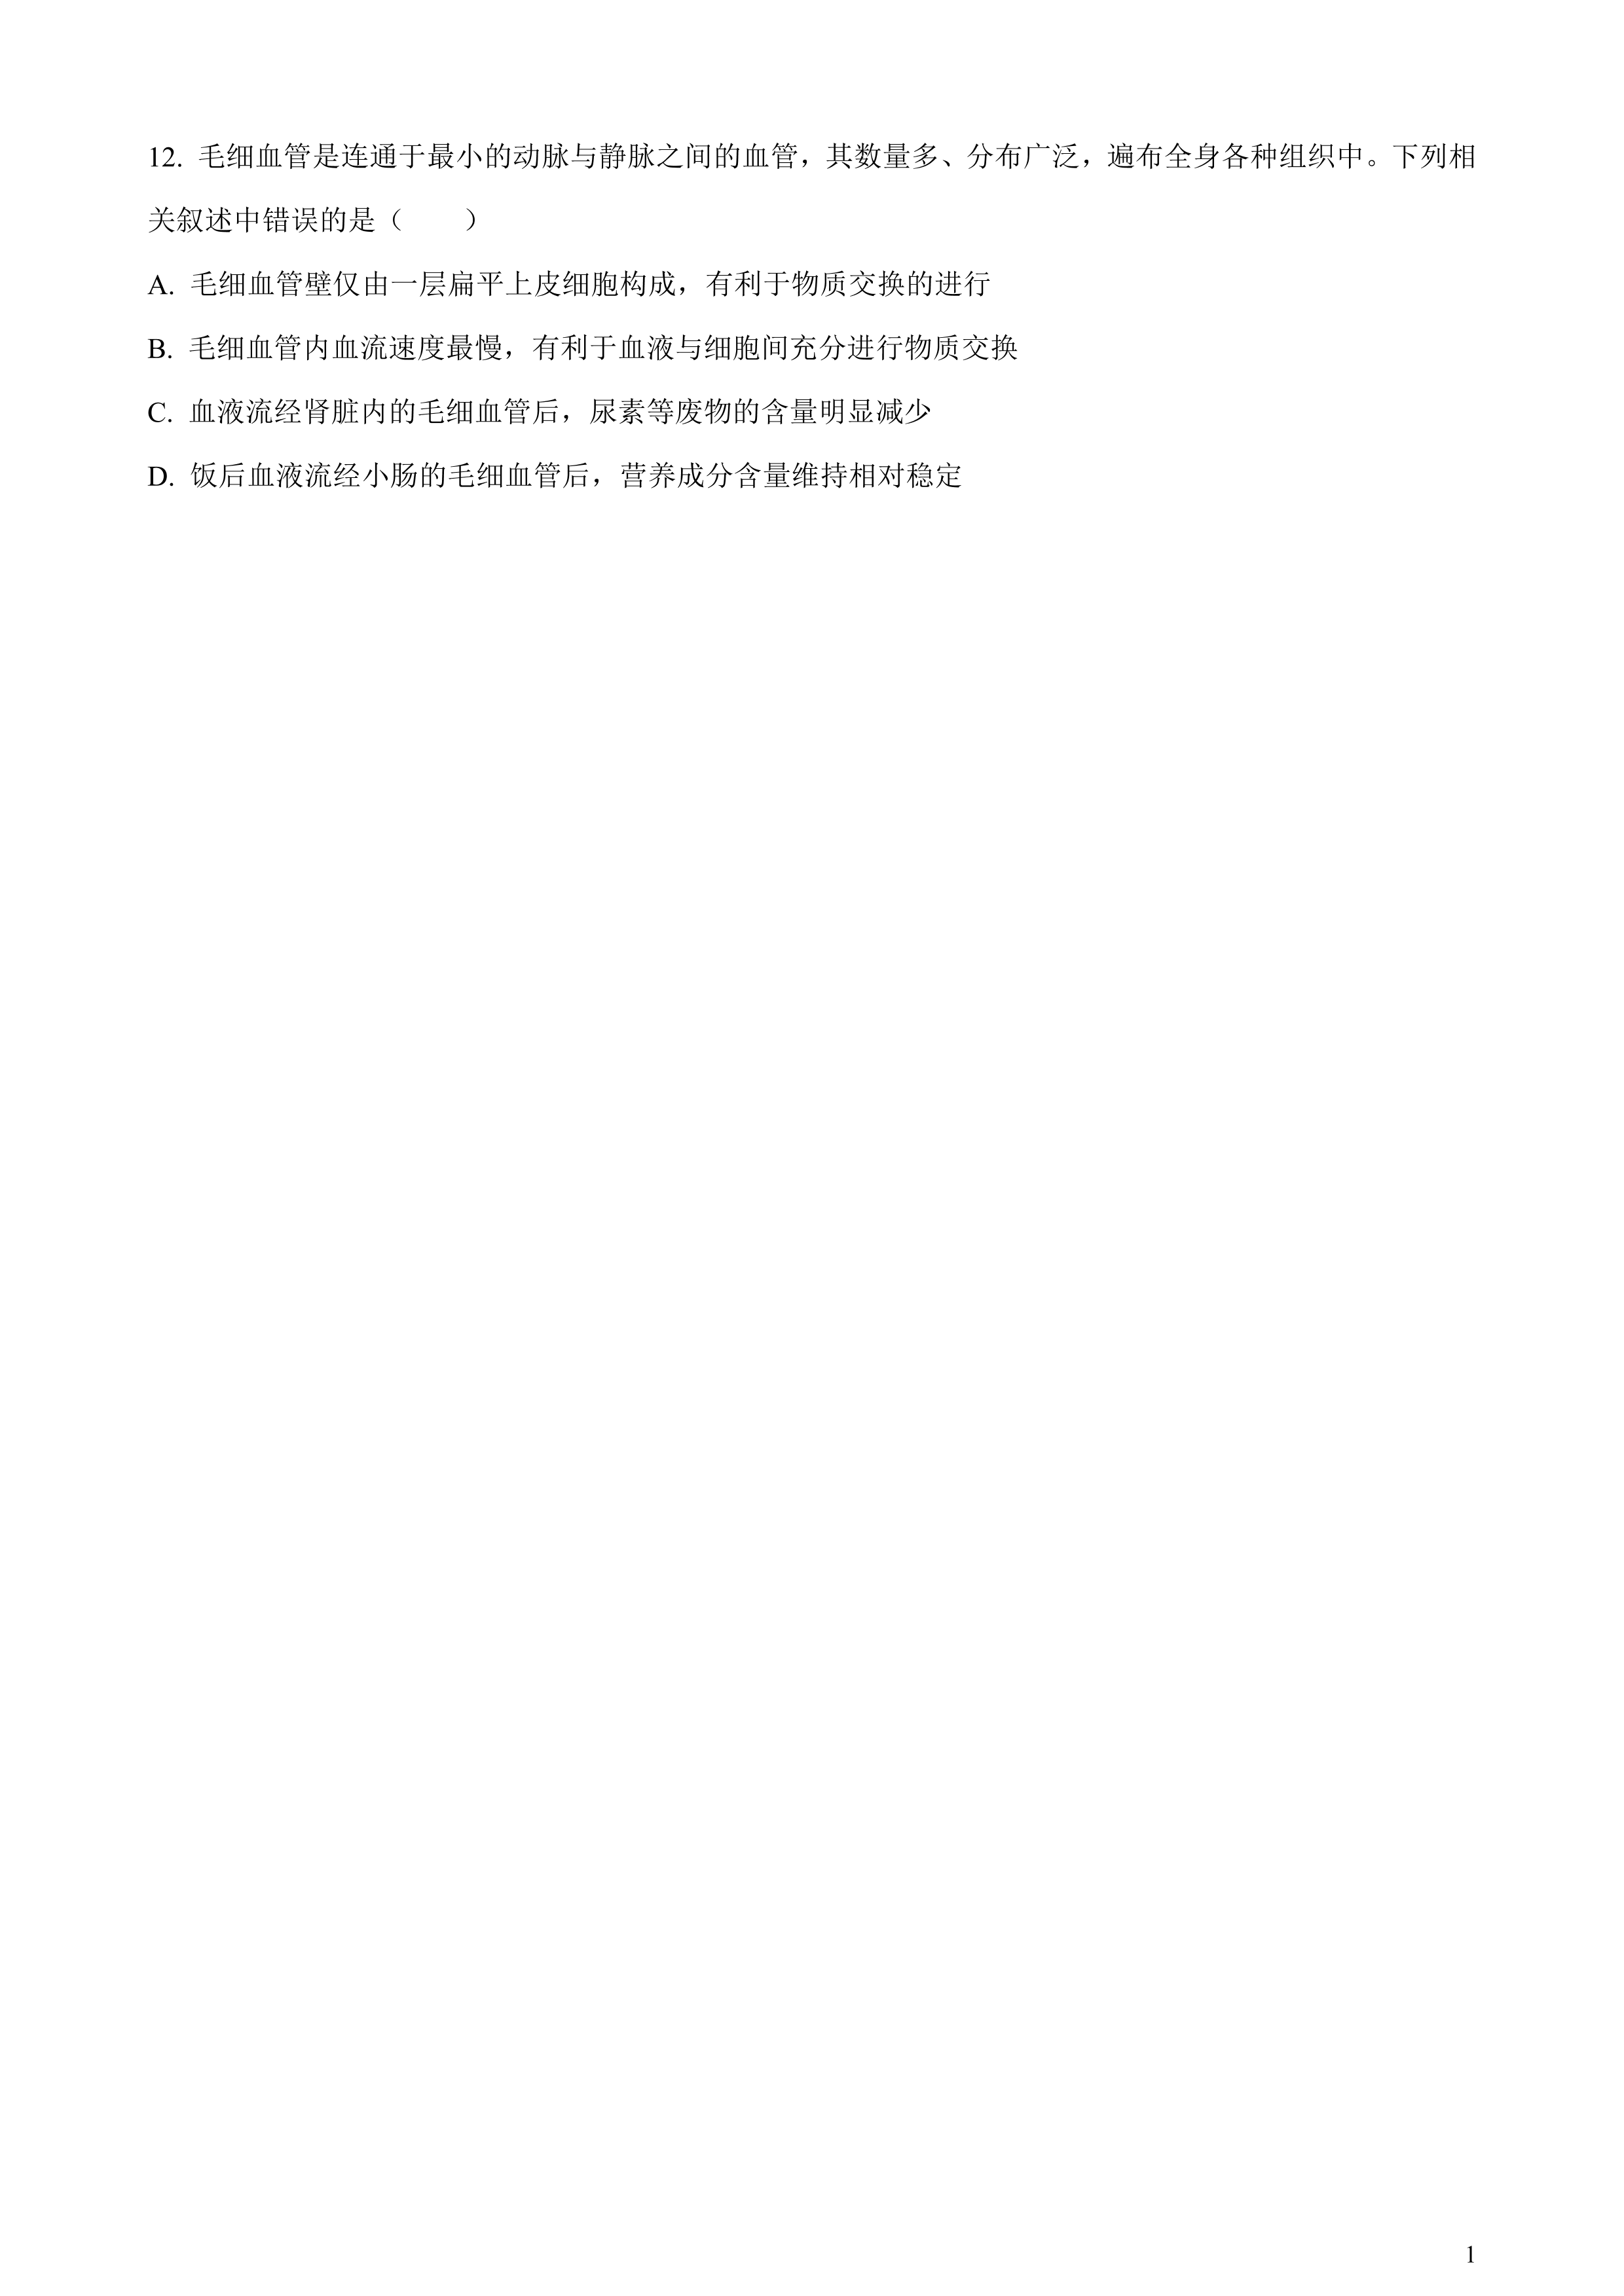 12. 毛细血管是连通于最小的动脉与静脉之间的血管，其数量多、分布广泛，遍布全身各种组织中。下列相
关叙述中错误的是（　　）
A. 毛细血管壁仅由一层扁平上皮细胞构成，有利于物质交换的进行
B. 毛细血管内血流速度最慢，有利于血液与细胞间充分进行物质交换
C. 血液流经肾脏内的毛细血管后，尿素等废物的含量明显减少
D. 饭后血液流经小肠的毛细血管后，营养成分含量维持相对稳定
1